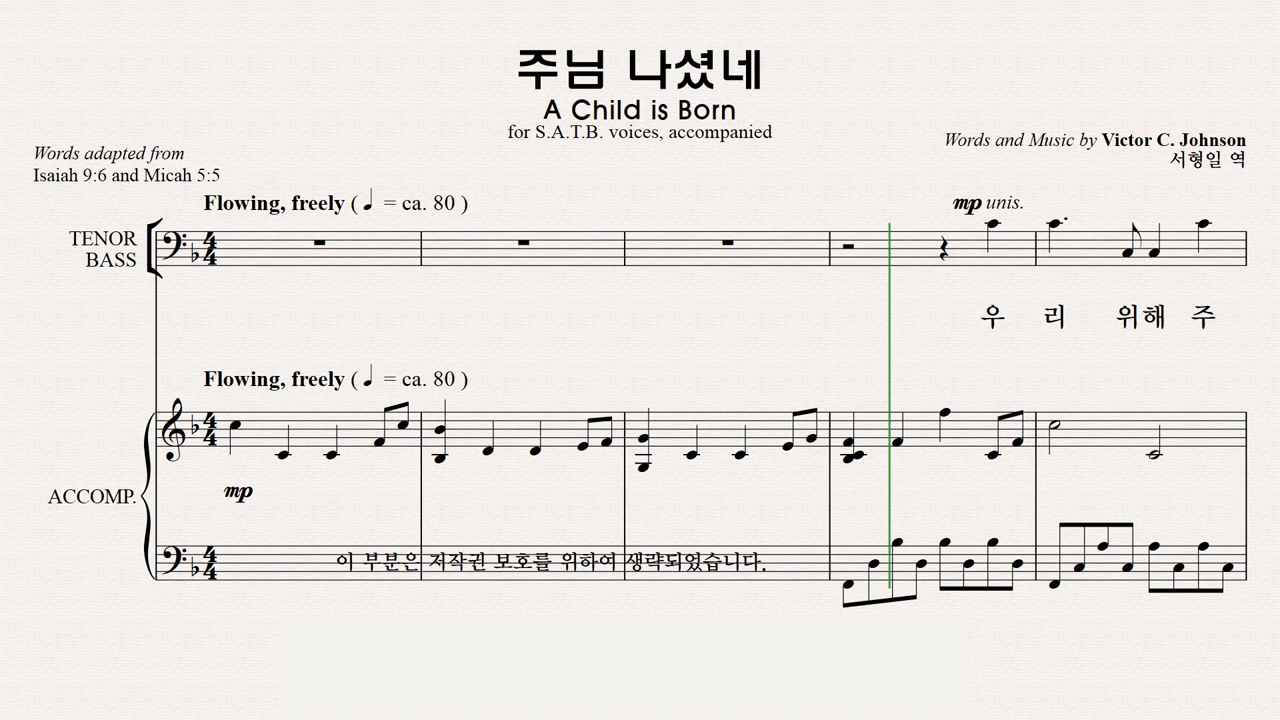 주님 나셨네
A Child is Born
for S.A.T.B. voices, accompanied
Words adapted from
Isaiah 9:6 and Micah 5:5
Words and Music by Victor C. Johnson
서형일 역
Flowing, freely ( ♩ = ca. 80 )
mp unis.
TENOR
BASS
우 리 위해 주
Flowing, freely ( ♩ = ca. 80 )
mp
ACCOMP.
이 부분은 저작권 보호를 위하여 생략되었습니다.